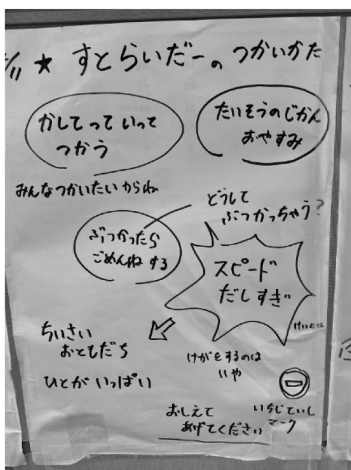 /11 ★ すとらいだーのつかいかた
かしてっていって
つかう
たいそうのじかん
おやすみ
みんなつかいたいからね
どうして
ぶつかっちゃう?
ぶつかったら
ごめんねする
スピード
だしすぎ
ちいさい
おともだち
ひとがいっぱい
けがをするのは
いや
おしえて
あげてください
いちじていし
マーク